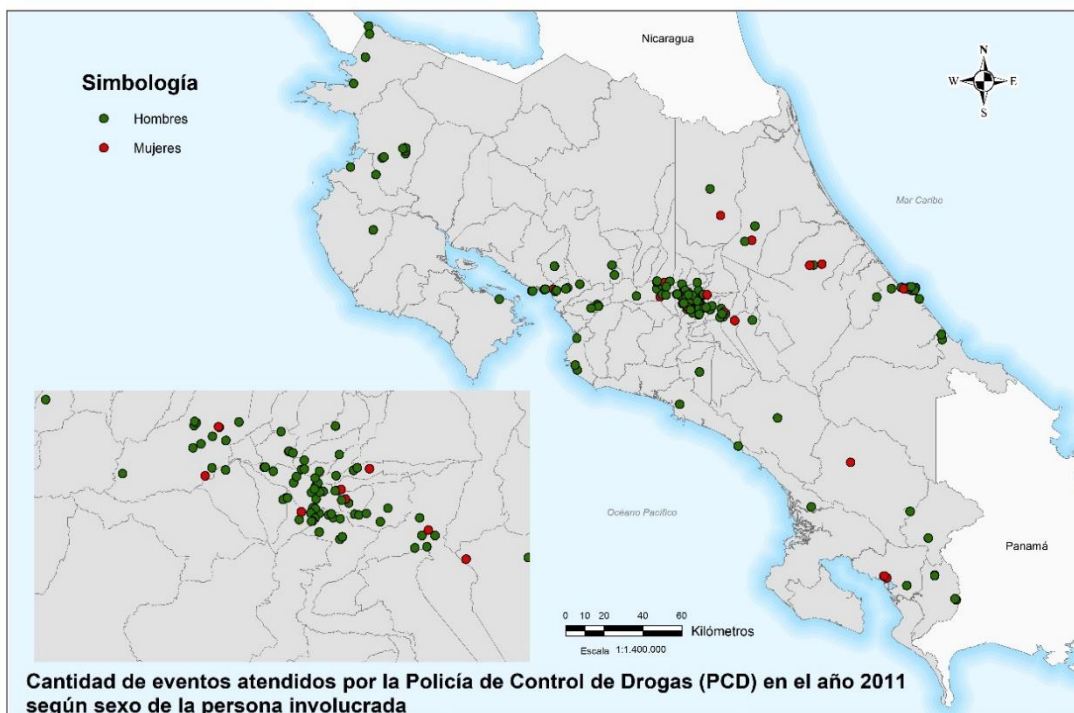 Nicaragua
Simbología
Hombres
Mujeres
N
W E
S
Mar Caribe
Océano Pacífico
Panamá
0 10 20 40 60
Kilómetros
Escala 1:1.400.000
Cantidad de eventos atendidos por la Policía de Control de Drogas (PCD) en el año 2011
según sexo de la persona involucrada